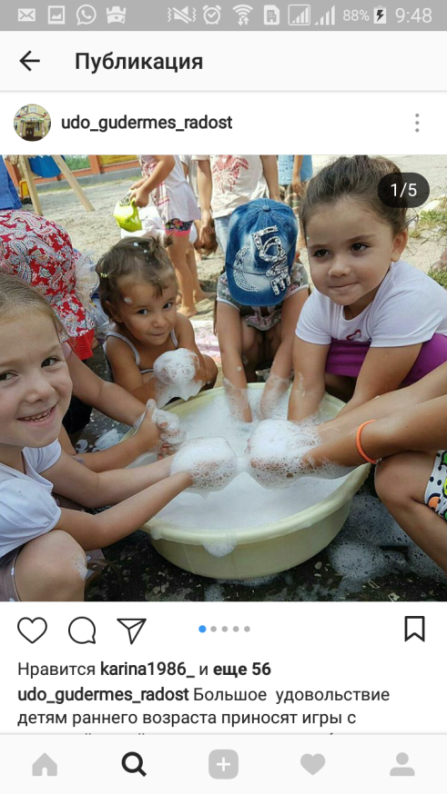 88% 9:48
Публикация
udo_gudermes_radost
1/5
Нравится karina1986_ и еще 56
udo_gudermes_radost Большое удовольствие
детям раннего возраста приносят игры с